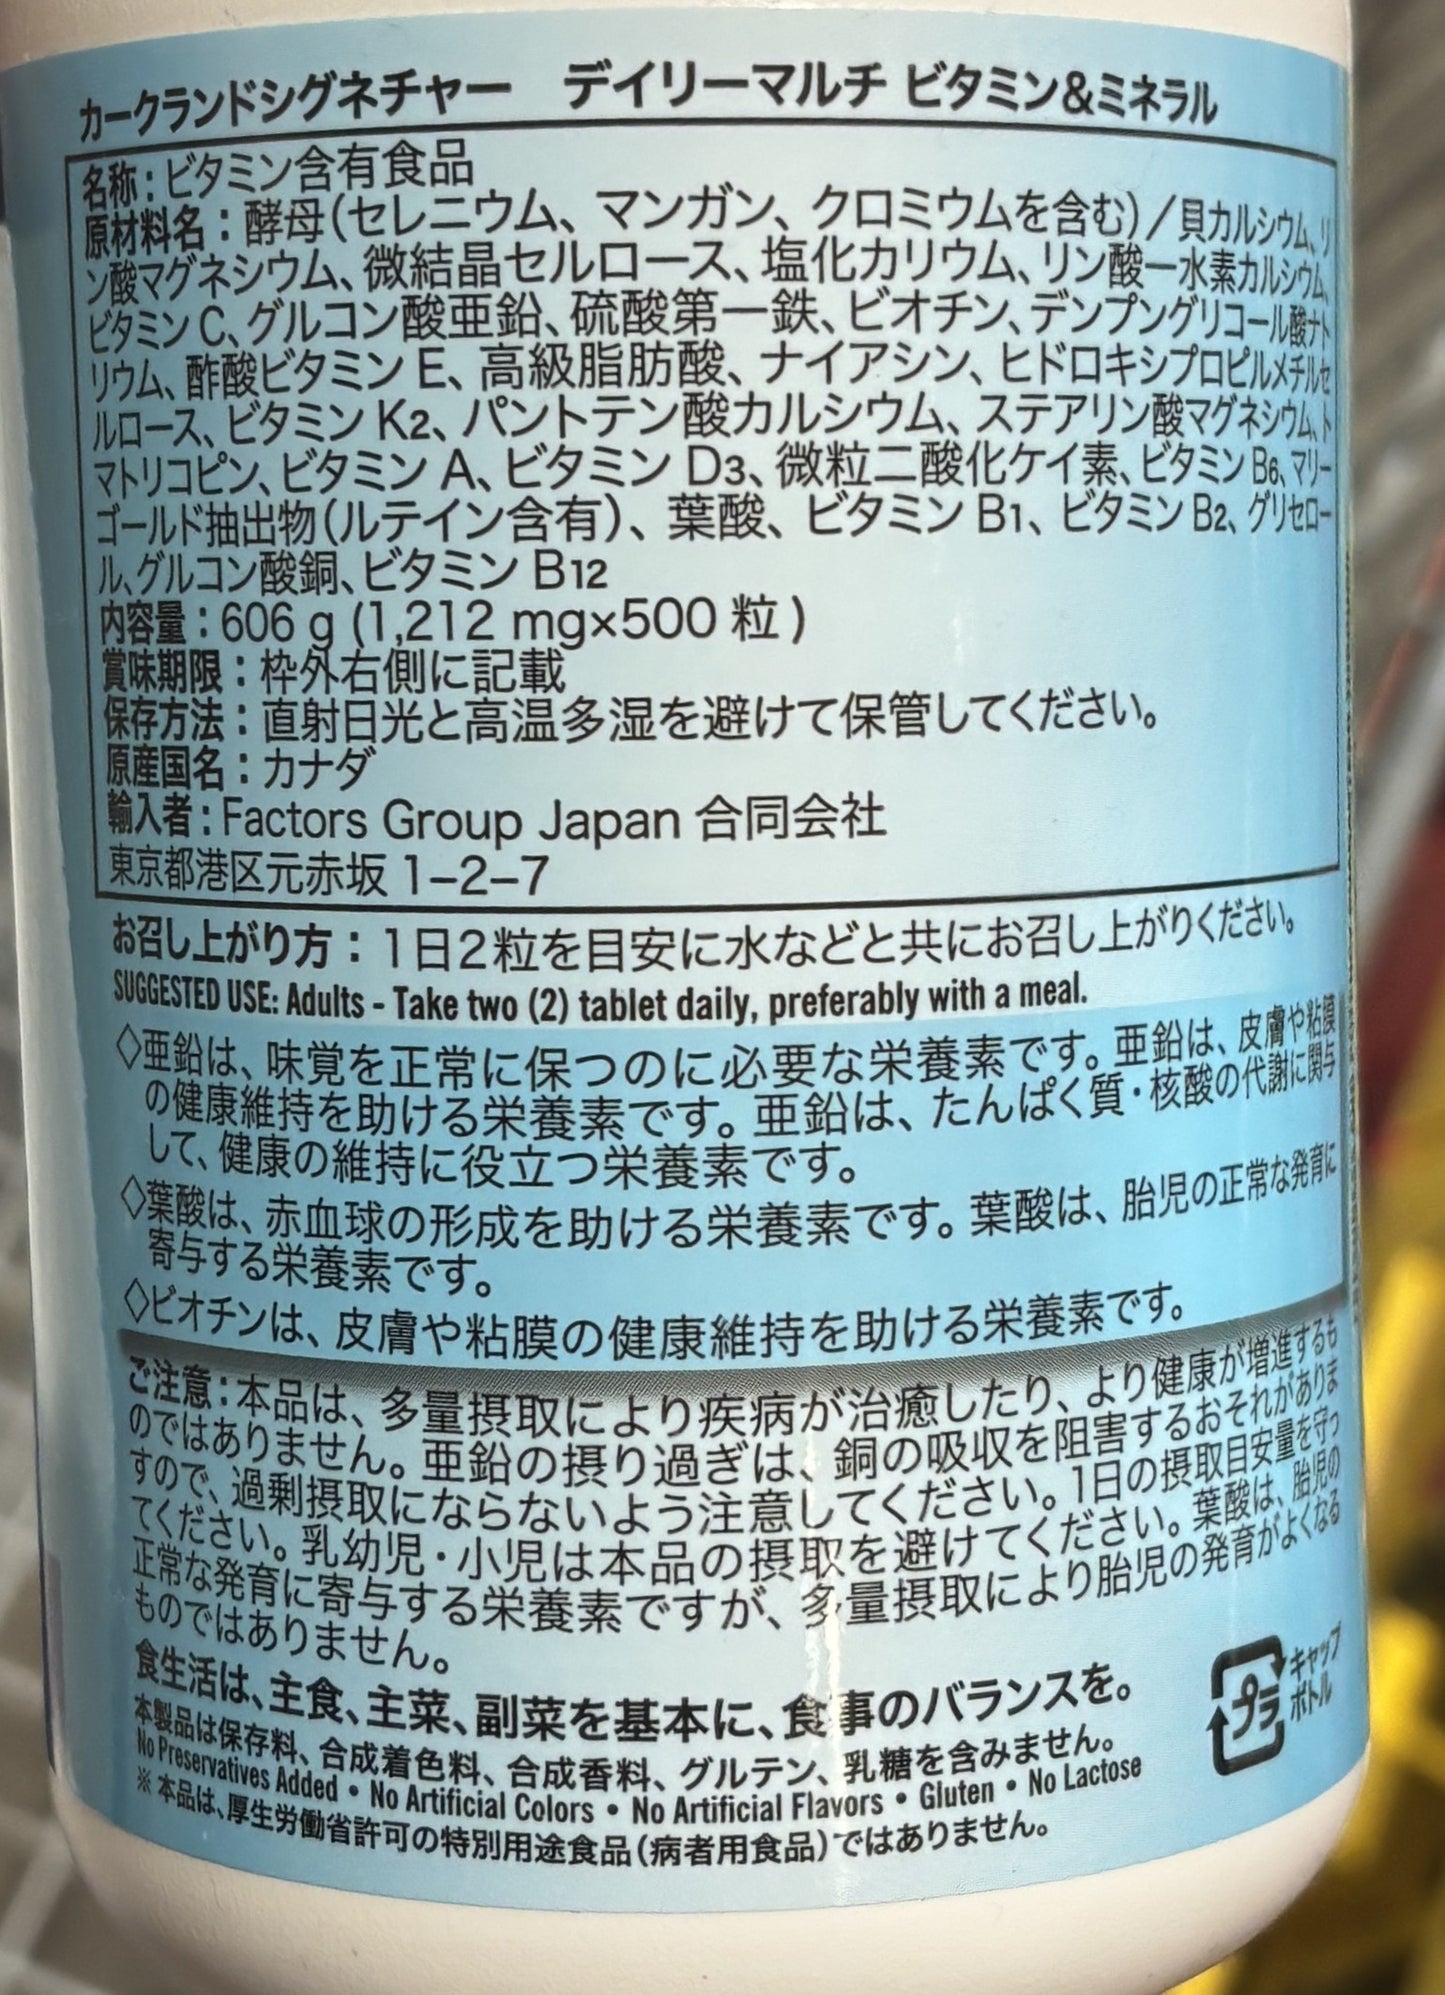 カークランドシグネチャー　デイリーマルチ ビタミン&ミネラル
名称：ビタミン含有食品
原材料名：酵母（セレニウム、マンガン、クロミウムを含む）/貝カルシウム、リ
ン酸マグネシウム、微結晶セルロース、塩化カリウム、リン酸一水素カルシウム、
ビタミンC、グルコン酸亜鉛、硫酸第一鉄、ビオチン、デンプングリコール酸ナト
リウム、酢酸ビタミンE、高級脂肪酸、ナイアシン、ヒドロキシプロピルメチルセ
ルロース、ビタミンK2、パントテン酸カルシウム、ステアリン酸マグネシウム、ト
マトリコピン、ビタミンA、ビタミンD3、微粒二酸化ケイ素、ビタミンB6、マリー
ゴールド抽出物（ルテイン含有）、葉酸、ビタミンB1、ビタミンB2、グリセロー
ル、グルコン酸銅、ビタミンB12
内容量：606 g (1,212 mg×500 粒)
賞味期限：枠外右側に記載
保存方法：直射日光と高温多湿を避けて保管してください。
原産国名：カナダ
輸入者：Factors Group Japan 合同会社
東京都港区元赤坂 1-2-7
お召し上がり方：1日2粒を目安に水などと共にお召し上がりください。
SUGGESTED USE: Adults - Take two (2) tablet daily, preferably with a meal.
◇亜鉛は、味覚を正常に保つのに必要な栄養素です。亜鉛は、皮膚や粘膜
の健康維持を助ける栄養素です。亜鉛は、たんぱく質・核酸の代謝に関与
して、健康の維持に役立つ栄養素です。
◇葉酸は、赤血球の形成を助ける栄養素です。葉酸は、胎児の正常な発育に
寄与する栄養素です。
◇ビオチンは、皮膚や粘膜の健康維持を助ける栄養素です。
ご注意：本品は、多量摂取により疾病が治癒したり、より健康が増進するも
のではありません。亜鉛の摂り過ぎは、銅の吸収を阻害するおそれがありま
すので、過剰摂取にならないよう注意してください。1日の摂取目安量を守っ
てください。乳幼児・小児は本品の摂取を避けてください。葉酸は、胎児の
正常な発育に寄与する栄養素ですが、多量摂取により胎児の発育がよくなる
ものではありません。
食生活は、主食、主菜、副菜を基本に、食事のバランスを。
本製品は保存料、合成着色料、合成香料、グルテン、乳糖を含みません。
No Preservatives Added • No Artificial Colors • No Artificial Flavors • Gluten • No Lactose
※本品は、厚生労働省許可の特別用途食品（病者用食品）ではありません。
プラ
キャップ
ボトル